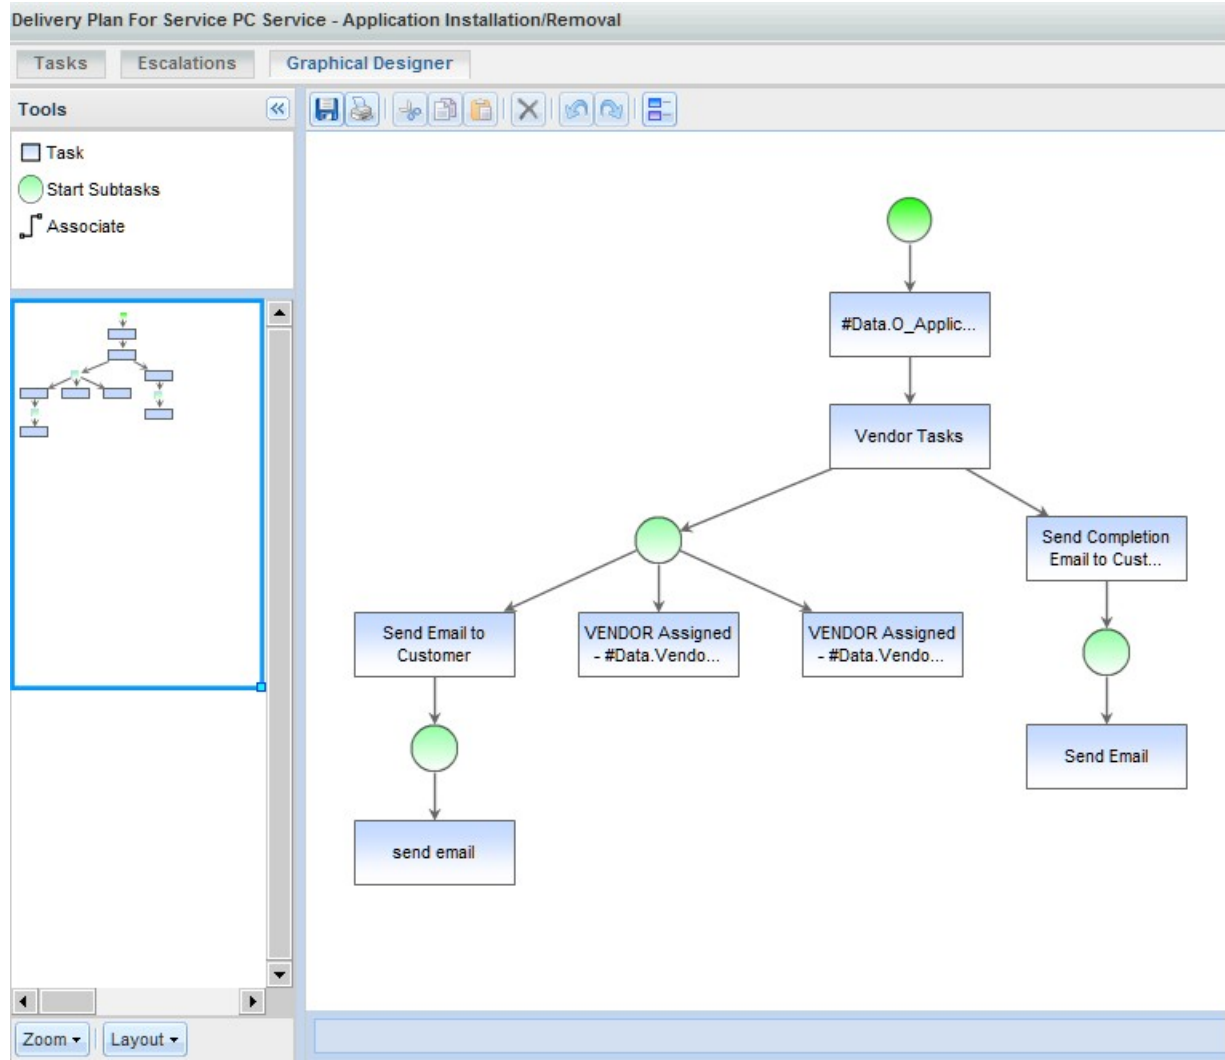 Delivery Plan For Service PC Service - Application Installation/Removal
Tasks
Escalations
Graphical Designer
Tools
Task
Start Subtasks
Associate
#Data.O_Applic...
Vendor Tasks
Send Completion
Email to Cust...
Send Email to
Customer
VENDOR Assigned
- #Data.Vendo...
VENDOR Assigned
- #Data.Vendo...
Send Email
send email
Zoom
Layout